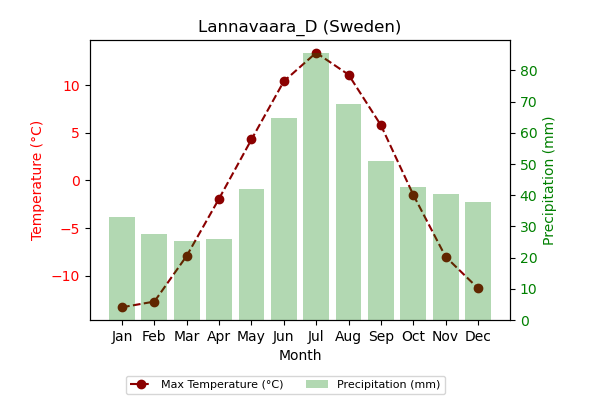 Lannavaara_D (Sweden)
10
5
0
−5
−10
Temperature (°C)
80
70
60
50
40
30
20
10
0
Precipitation (mm)
Jan Feb Mar Apr May Jun Jul Aug Sep Oct Nov Dec
Month
Max Temperature (°C) Precipitation (mm)